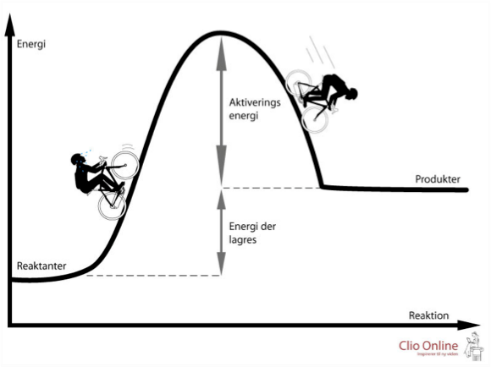 Energi
Aktiverings
energi
Produkter
Energi der
lagres
Reaktanter
Reaktion
Clio Online